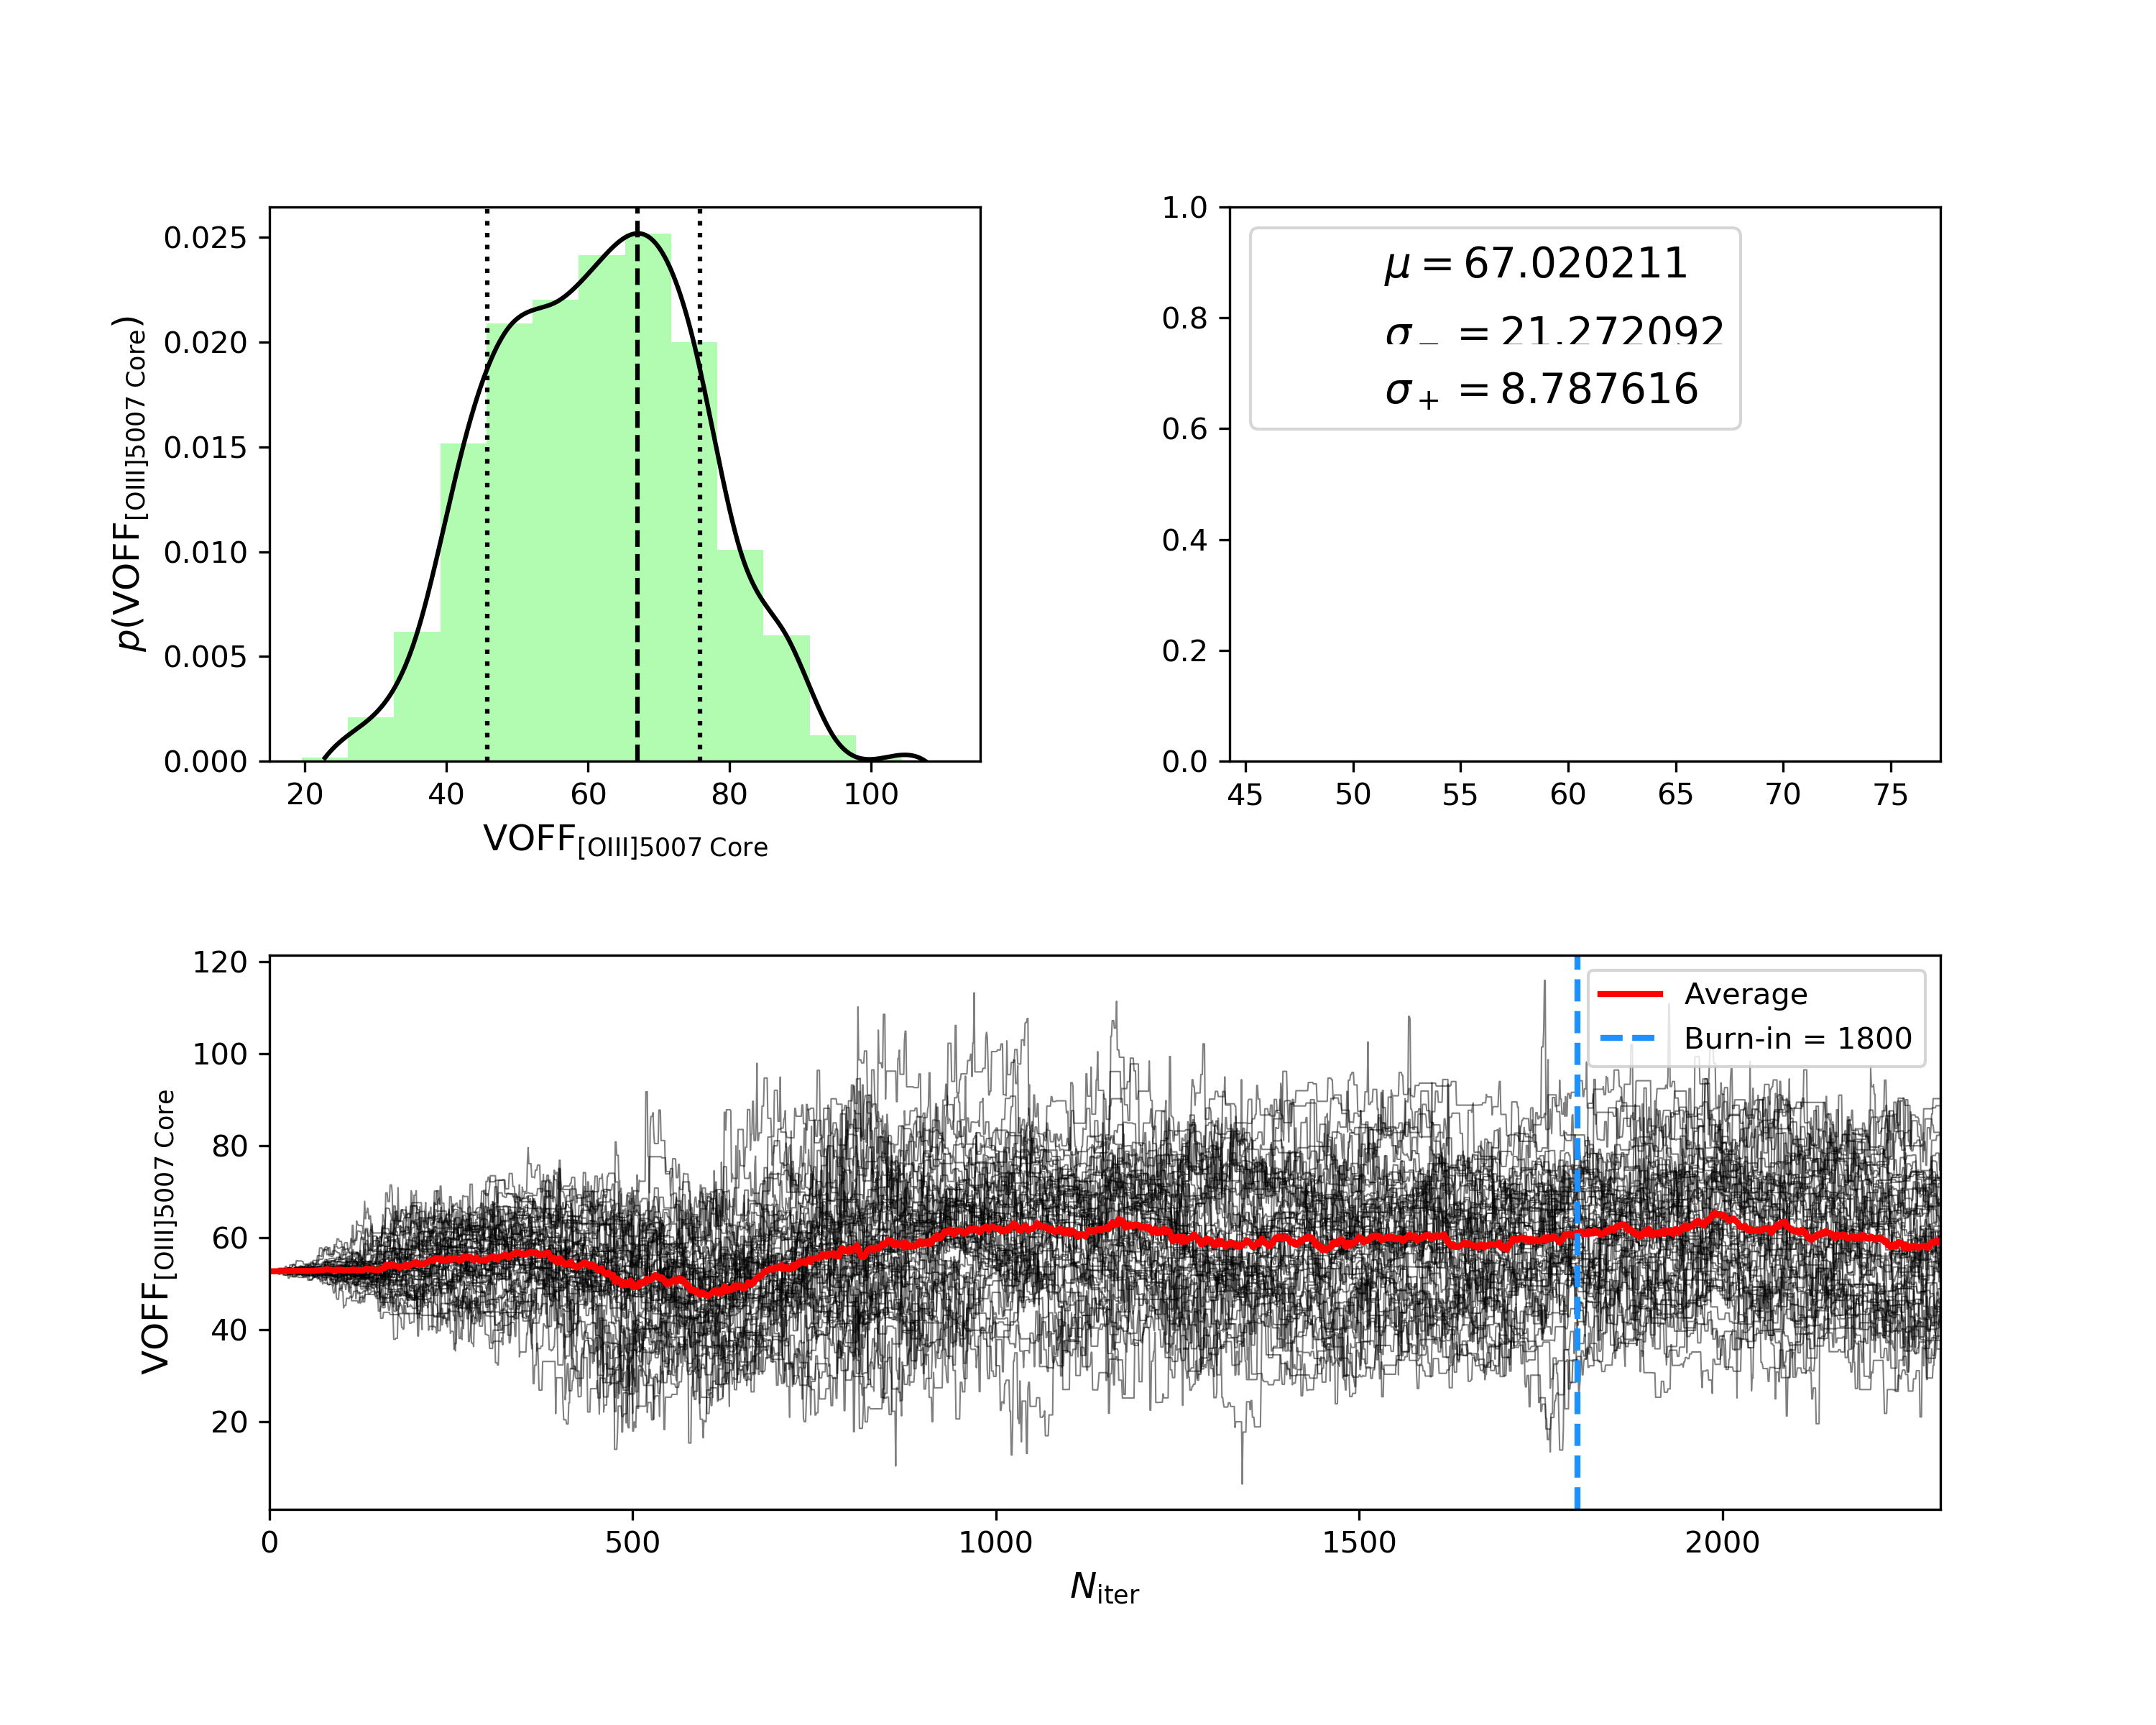 0.025
0.020
0.015
0.010
0.005
0.000
p(VOFF[OIII]5007 Core)
20 40 60 80 100
VOFF[OIII]5007 Core
1.0
0.8
0.6
0.4
0.2
0.0
μ = 67.020211
σ− = 21.272092
σ+ = 8.787616
45 50 55 60 65 70 75
120
100
80
60
40
20
VOFF[OIII]5007 Core
Average
Burn-in = 1800
0 500 1000 1500 2000
Niter